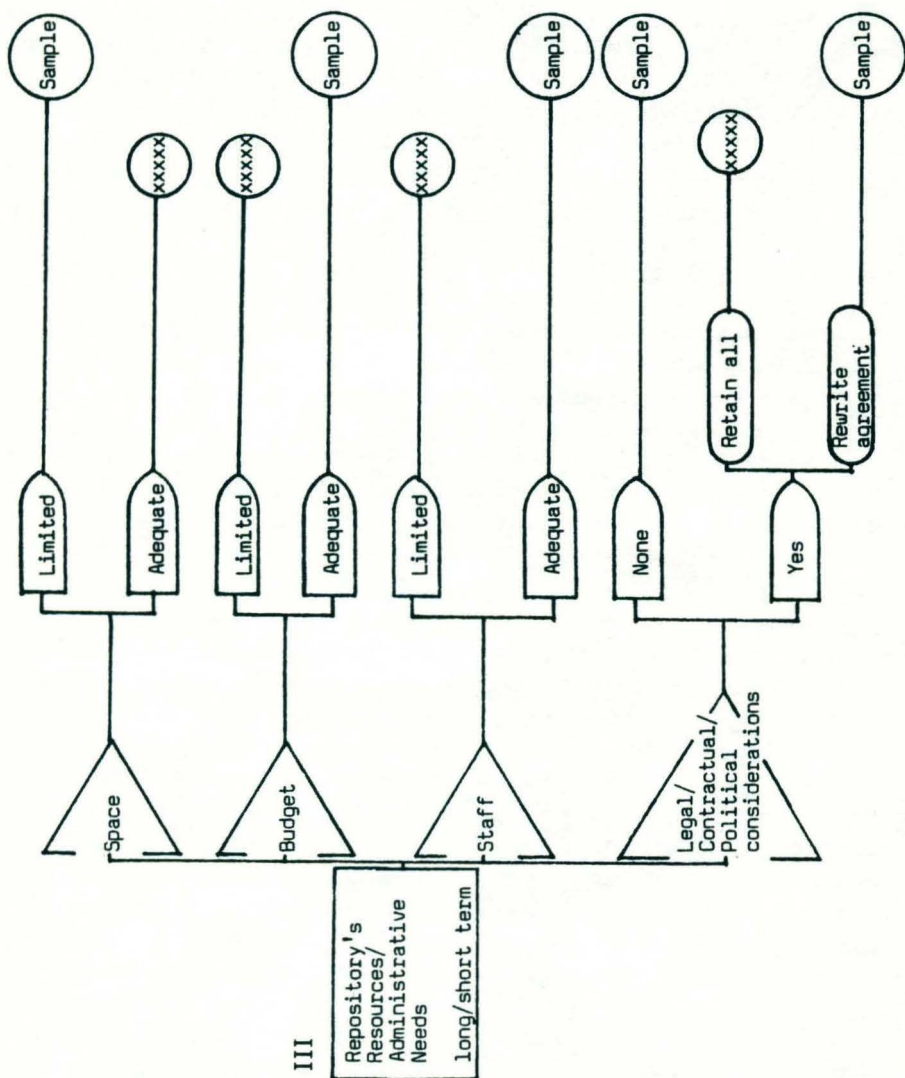 III
Repository's
Resources/
Administrative
Needs
long/short term
Space
Limited
Sample
Adequate
xxxxx
Budget
Limited
xxxxx
Adequate
Sample
Staff
Limited
xxxxx
Adequate
Sample
Legal/
Contractual/
Political
considerations
None
Sample
Yes
Retain all
xxxxx
Rewrite
agreement
Sample